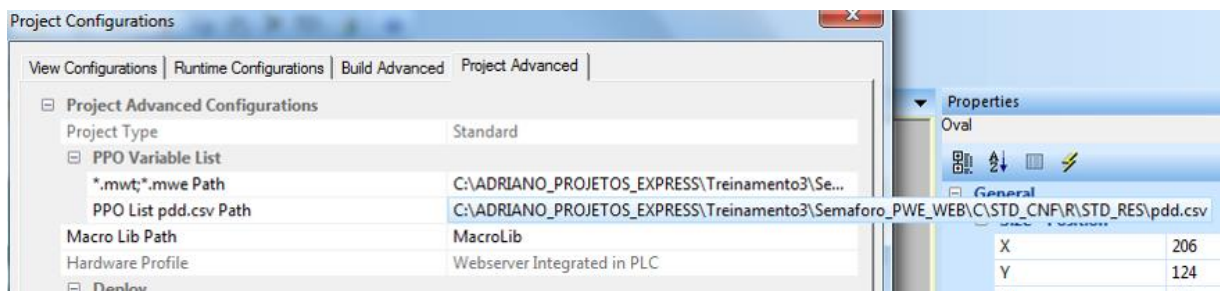 Project Configurations
View Configurations Runtime Configurations Build Advanced Project Advanced
Project Advanced Configurations
Project Type Standard
PPO Variable List
*.mwt;*.mwe Path C:\ADRIANO_PROJETOS_EXPRESS\Treinamento3\Se...
PPO List pdd.csv Path C:\ADRIANO_PROJETOS_EXPRESS\Treinamento3\Semaforo_PWE_WEB\C\STD_CNF\R\STD_RES\pdd.csv
Macro Lib Path MacroLib
Hardware Profile Webserver Integrated in PLC
Deploy
Properties
Oval
General
X 206
Y 124